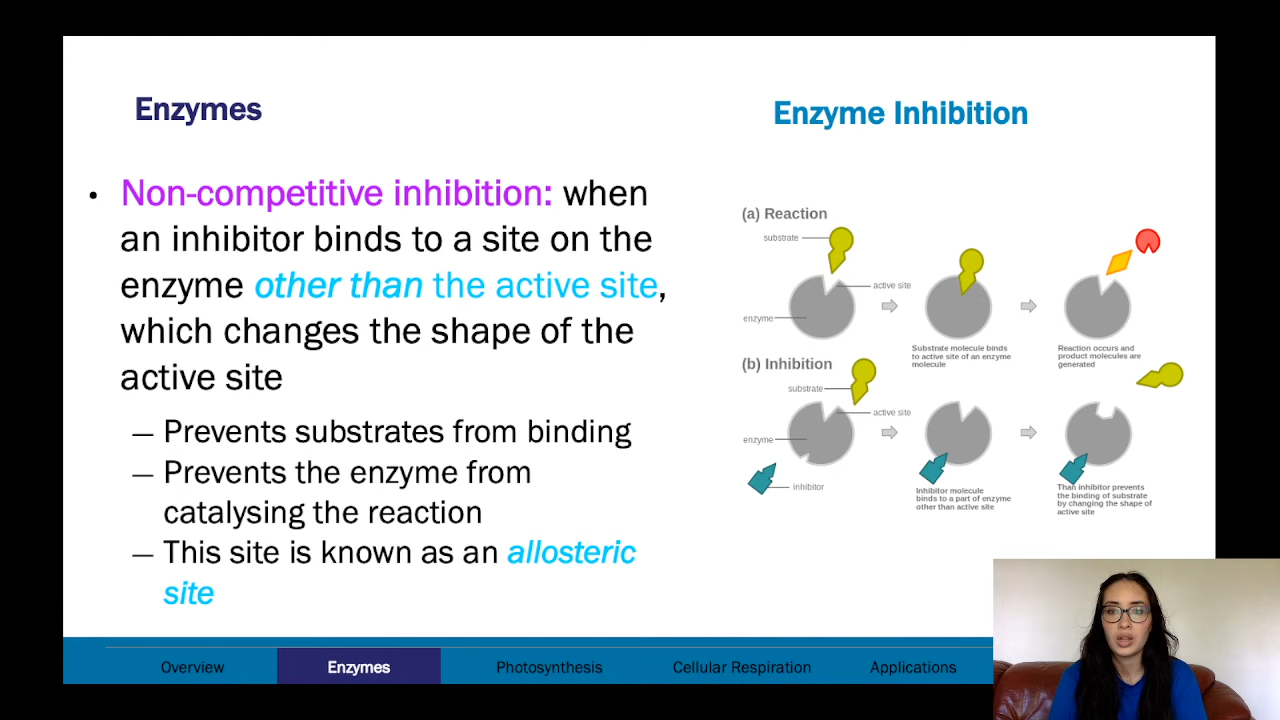 Enzymes
Enzyme Inhibition
• Non-competitive inhibition: when
an inhibitor binds to a site on the
enzyme other than the active site,
which changes the shape of the
active site
— Prevents substrates from binding
— Prevents the enzyme from
catalysing the reaction
— This site is known as an allosteric
site
(a) Reaction
substrate
active site
enzyme
Substrate molecule binds
to active site of an enzyme
molecule
Reaction occurs and
product molecules are
generated
(b) Inhibition
substrate
active site
enzyme
inhibitor
Inhibitor molecule
binds to a part of enzyme
other than active site
Than inhibitor prevents
the binding of substrate
by changing the shape of
active site
Overview Enzymes Photosynthesis Cellular Respiration Applications